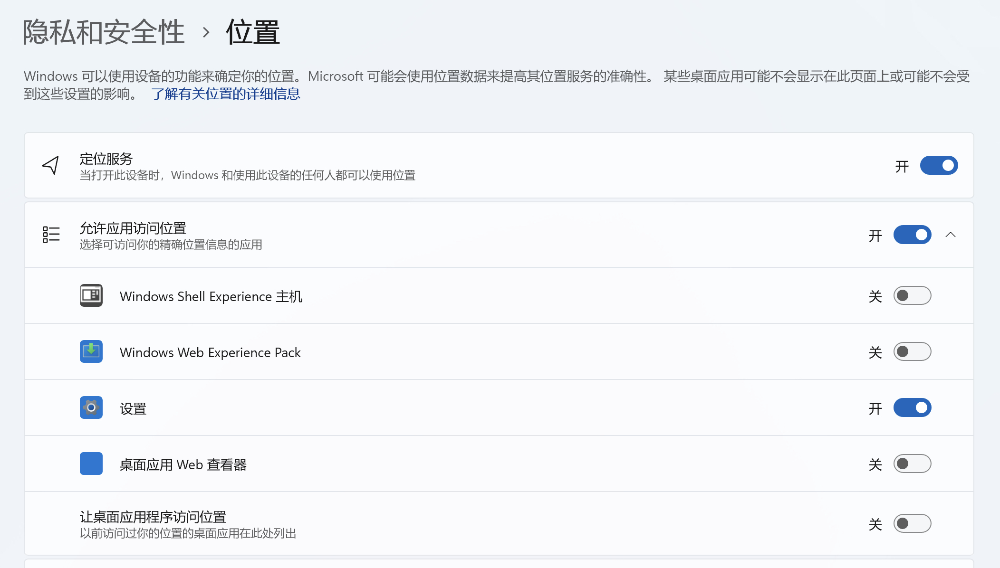 隐私和安全性 > 位置
Windows 可以使用设备的功能来确定你的位置。Microsoft 可能会使用位置数据来提高其位置服务的准确性。 某些桌面应用可能不会显示在此页面上或可能不会受
到这些设置的影响。 了解有关位置的详细信息
定位服务
当打开此设备时，Windows 和使用此设备的任何人都可以使用位置
开
允许应用访问位置
选择可访问你的精确位置信息的应用
开
Windows Shell Experience 主机
关
Windows Web Experience Pack
关
设置
开
桌面应用 Web 查看器
关
让桌面应用程序访问位置
以前访问过你的位置的桌面应用在此处列出
关